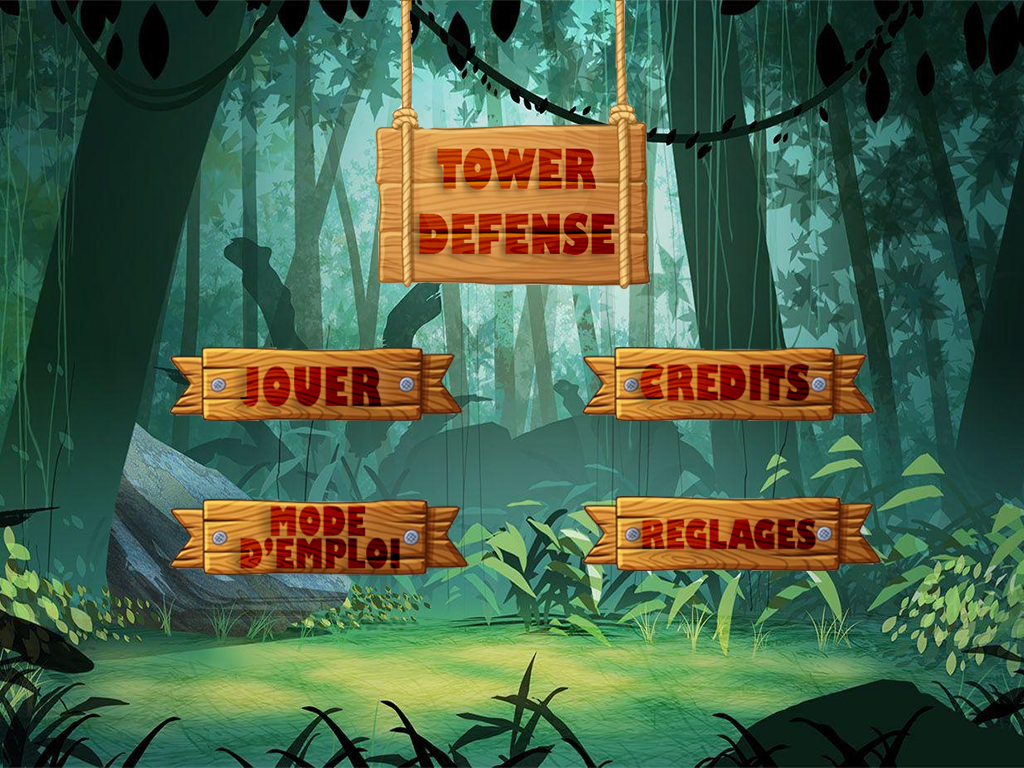 TOWER
DEFENSE
JOUER
CREDITS
MODE
D'EMPLOI
REGLAGES